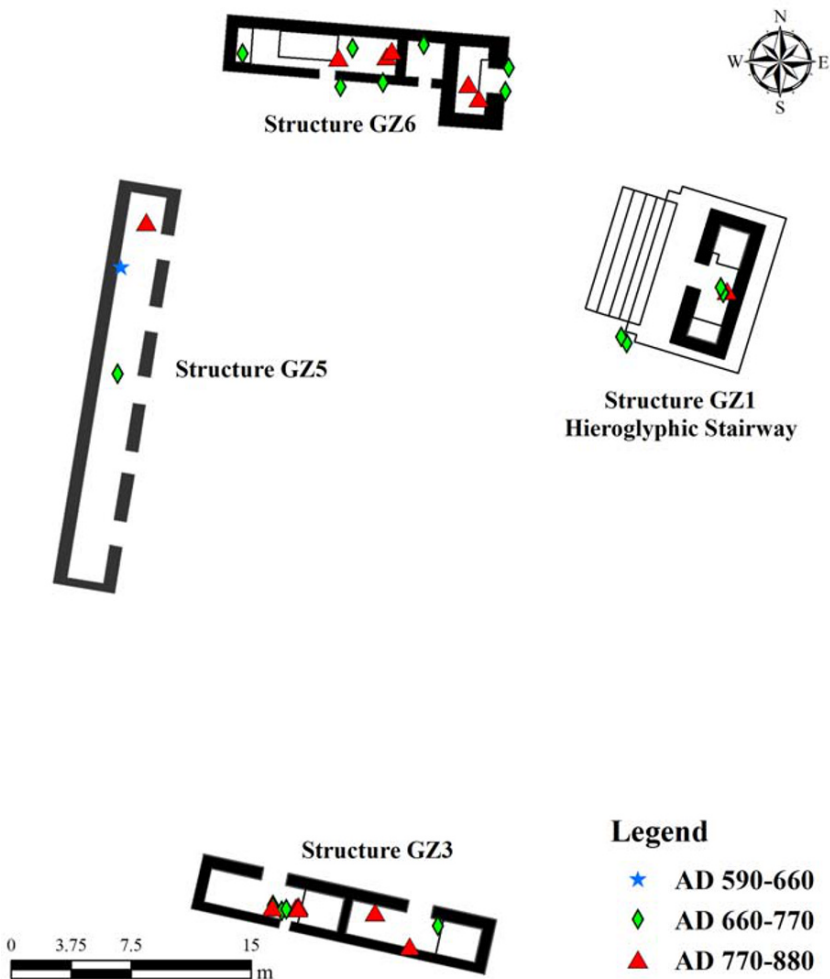 N
W E
S
Structure GZ6
Structure GZ5
Structure GZ1
Hieroglyphic Stairway
Structure GZ3
Legend
AD 590-660
AD 660-770
AD 770-880
0 3.75 7.5 15
m